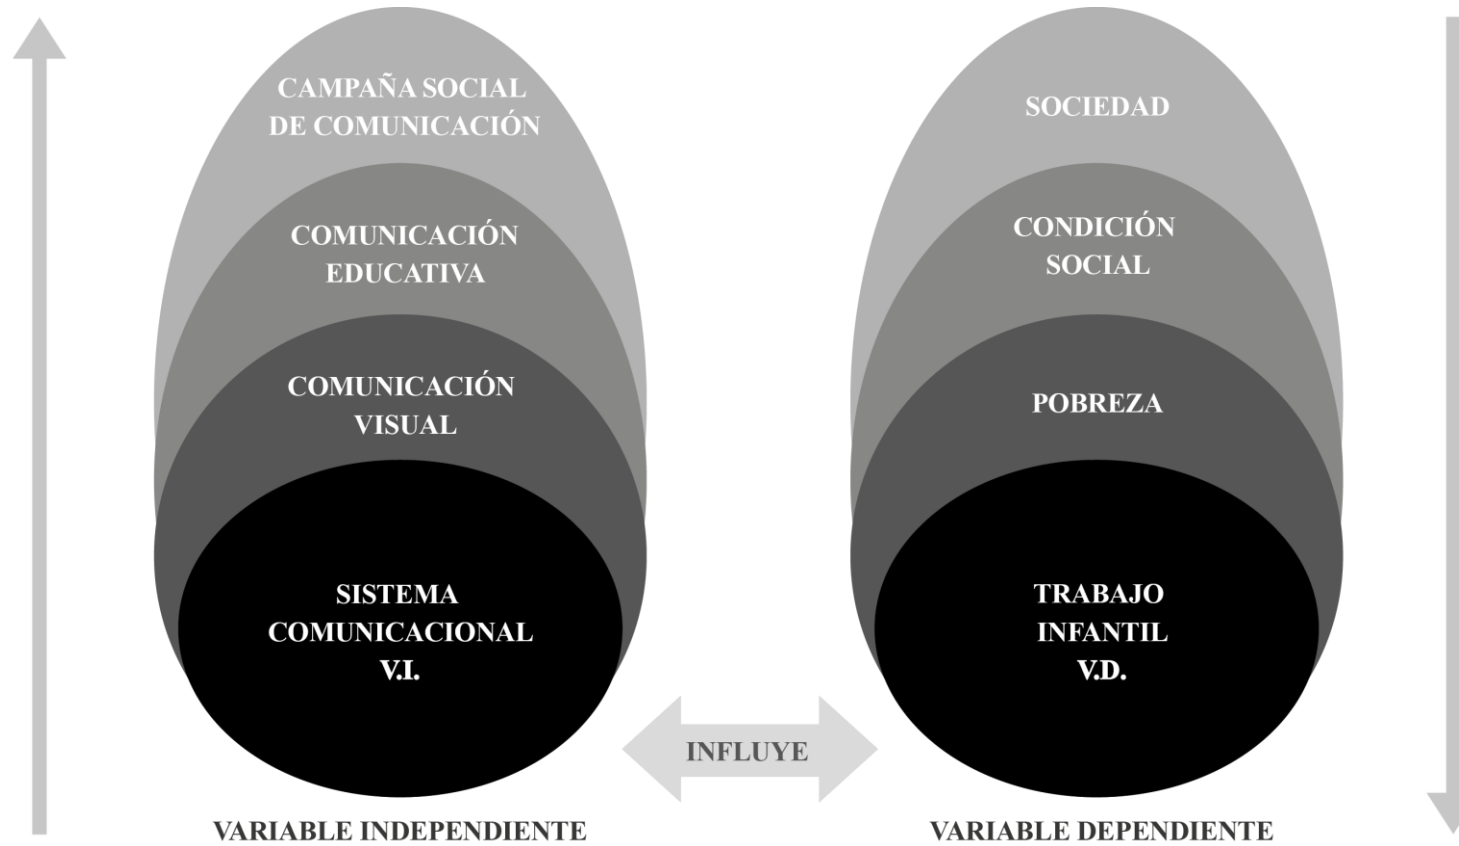 CAMPAÑA SOCIAL
DE COMUNICACIÓN
COMUNICACIÓN
EDUCATIVA
COMUNICACIÓN
VISUAL
SISTEMA
COMUNICACIONAL
V.I.
VARIABLE INDEPENDIENTE
INFLUYE
SOCIEDAD
CONDICIÓN
SOCIAL
POBREZA
TRABAJO
INFANTIL
V.D.
VARIABLE DEPENDIENTE